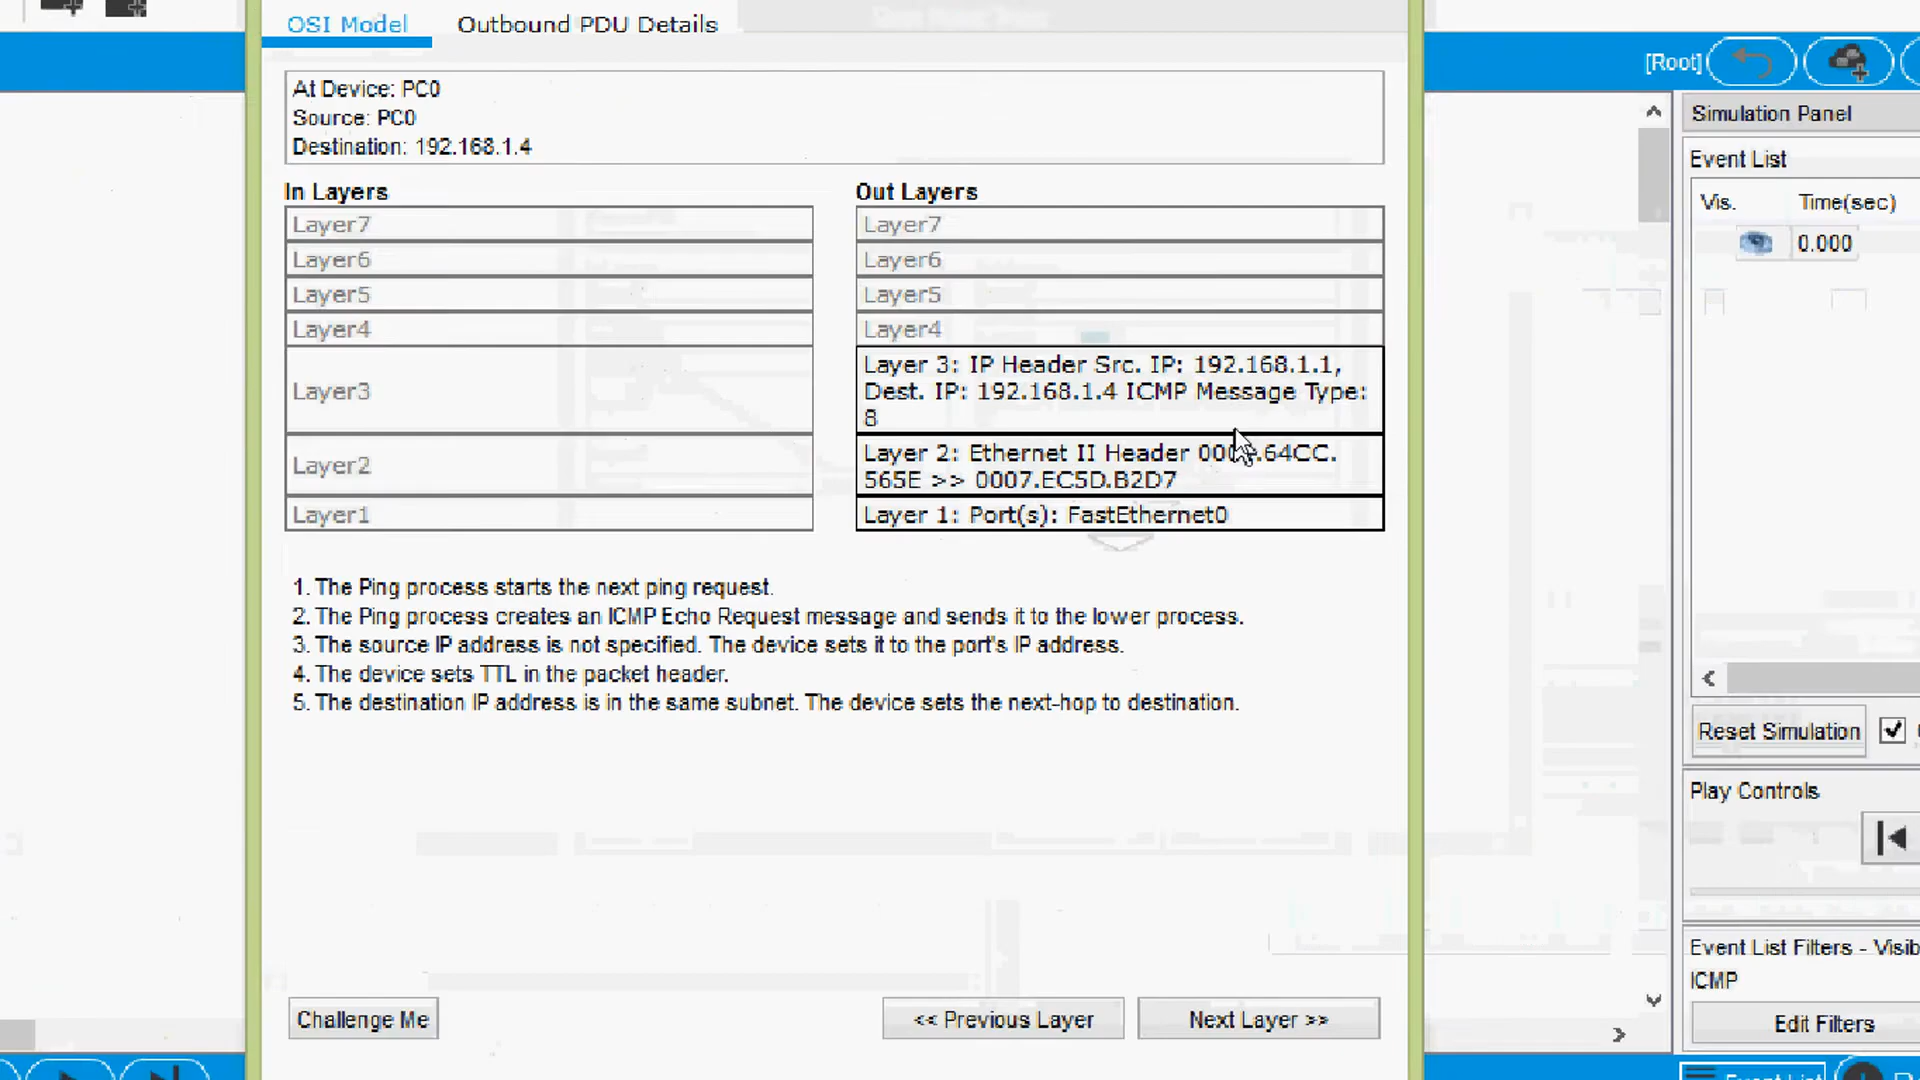 OSI Model
Outbound PDU Details
At Device: PC0
Source: PC0
Destination: 192.168.1.4
In Layers
Layer7
Layer6
Layer5
Layer4
Layer3
Layer2
Layer1
Out Layers
Layer7
Layer6
Layer5
Layer4
Layer 3: IP Header Src. IP: 192.168.1.1,
Dest. IP: 192.168.1.4 ICMP Message Type:
8
Layer 2: Ethernet II Header
565E >> 0007.EC5D.B2D7
Layer 1: Port(s): FastEthernet0
1. The Ping process starts the next ping request.
2. The Ping process creates an ICMP Echo Request message and sends it to the lower process.
3. The source IP address is not specified. The device sets it to the port's IP address.
4. The device sets TTL in the packet header.
5. The destination IP address is in the same subnet. The device sets the next-hop to destination.
Challenge Me
<< Previous Layer
Next Layer >>
[Root]
Simulation Panel
Event List
Vis.
Time(sec)
0.000
Reset Simulation
Play Controls
Event List Filters - Visib
ICMP
Edit Filters